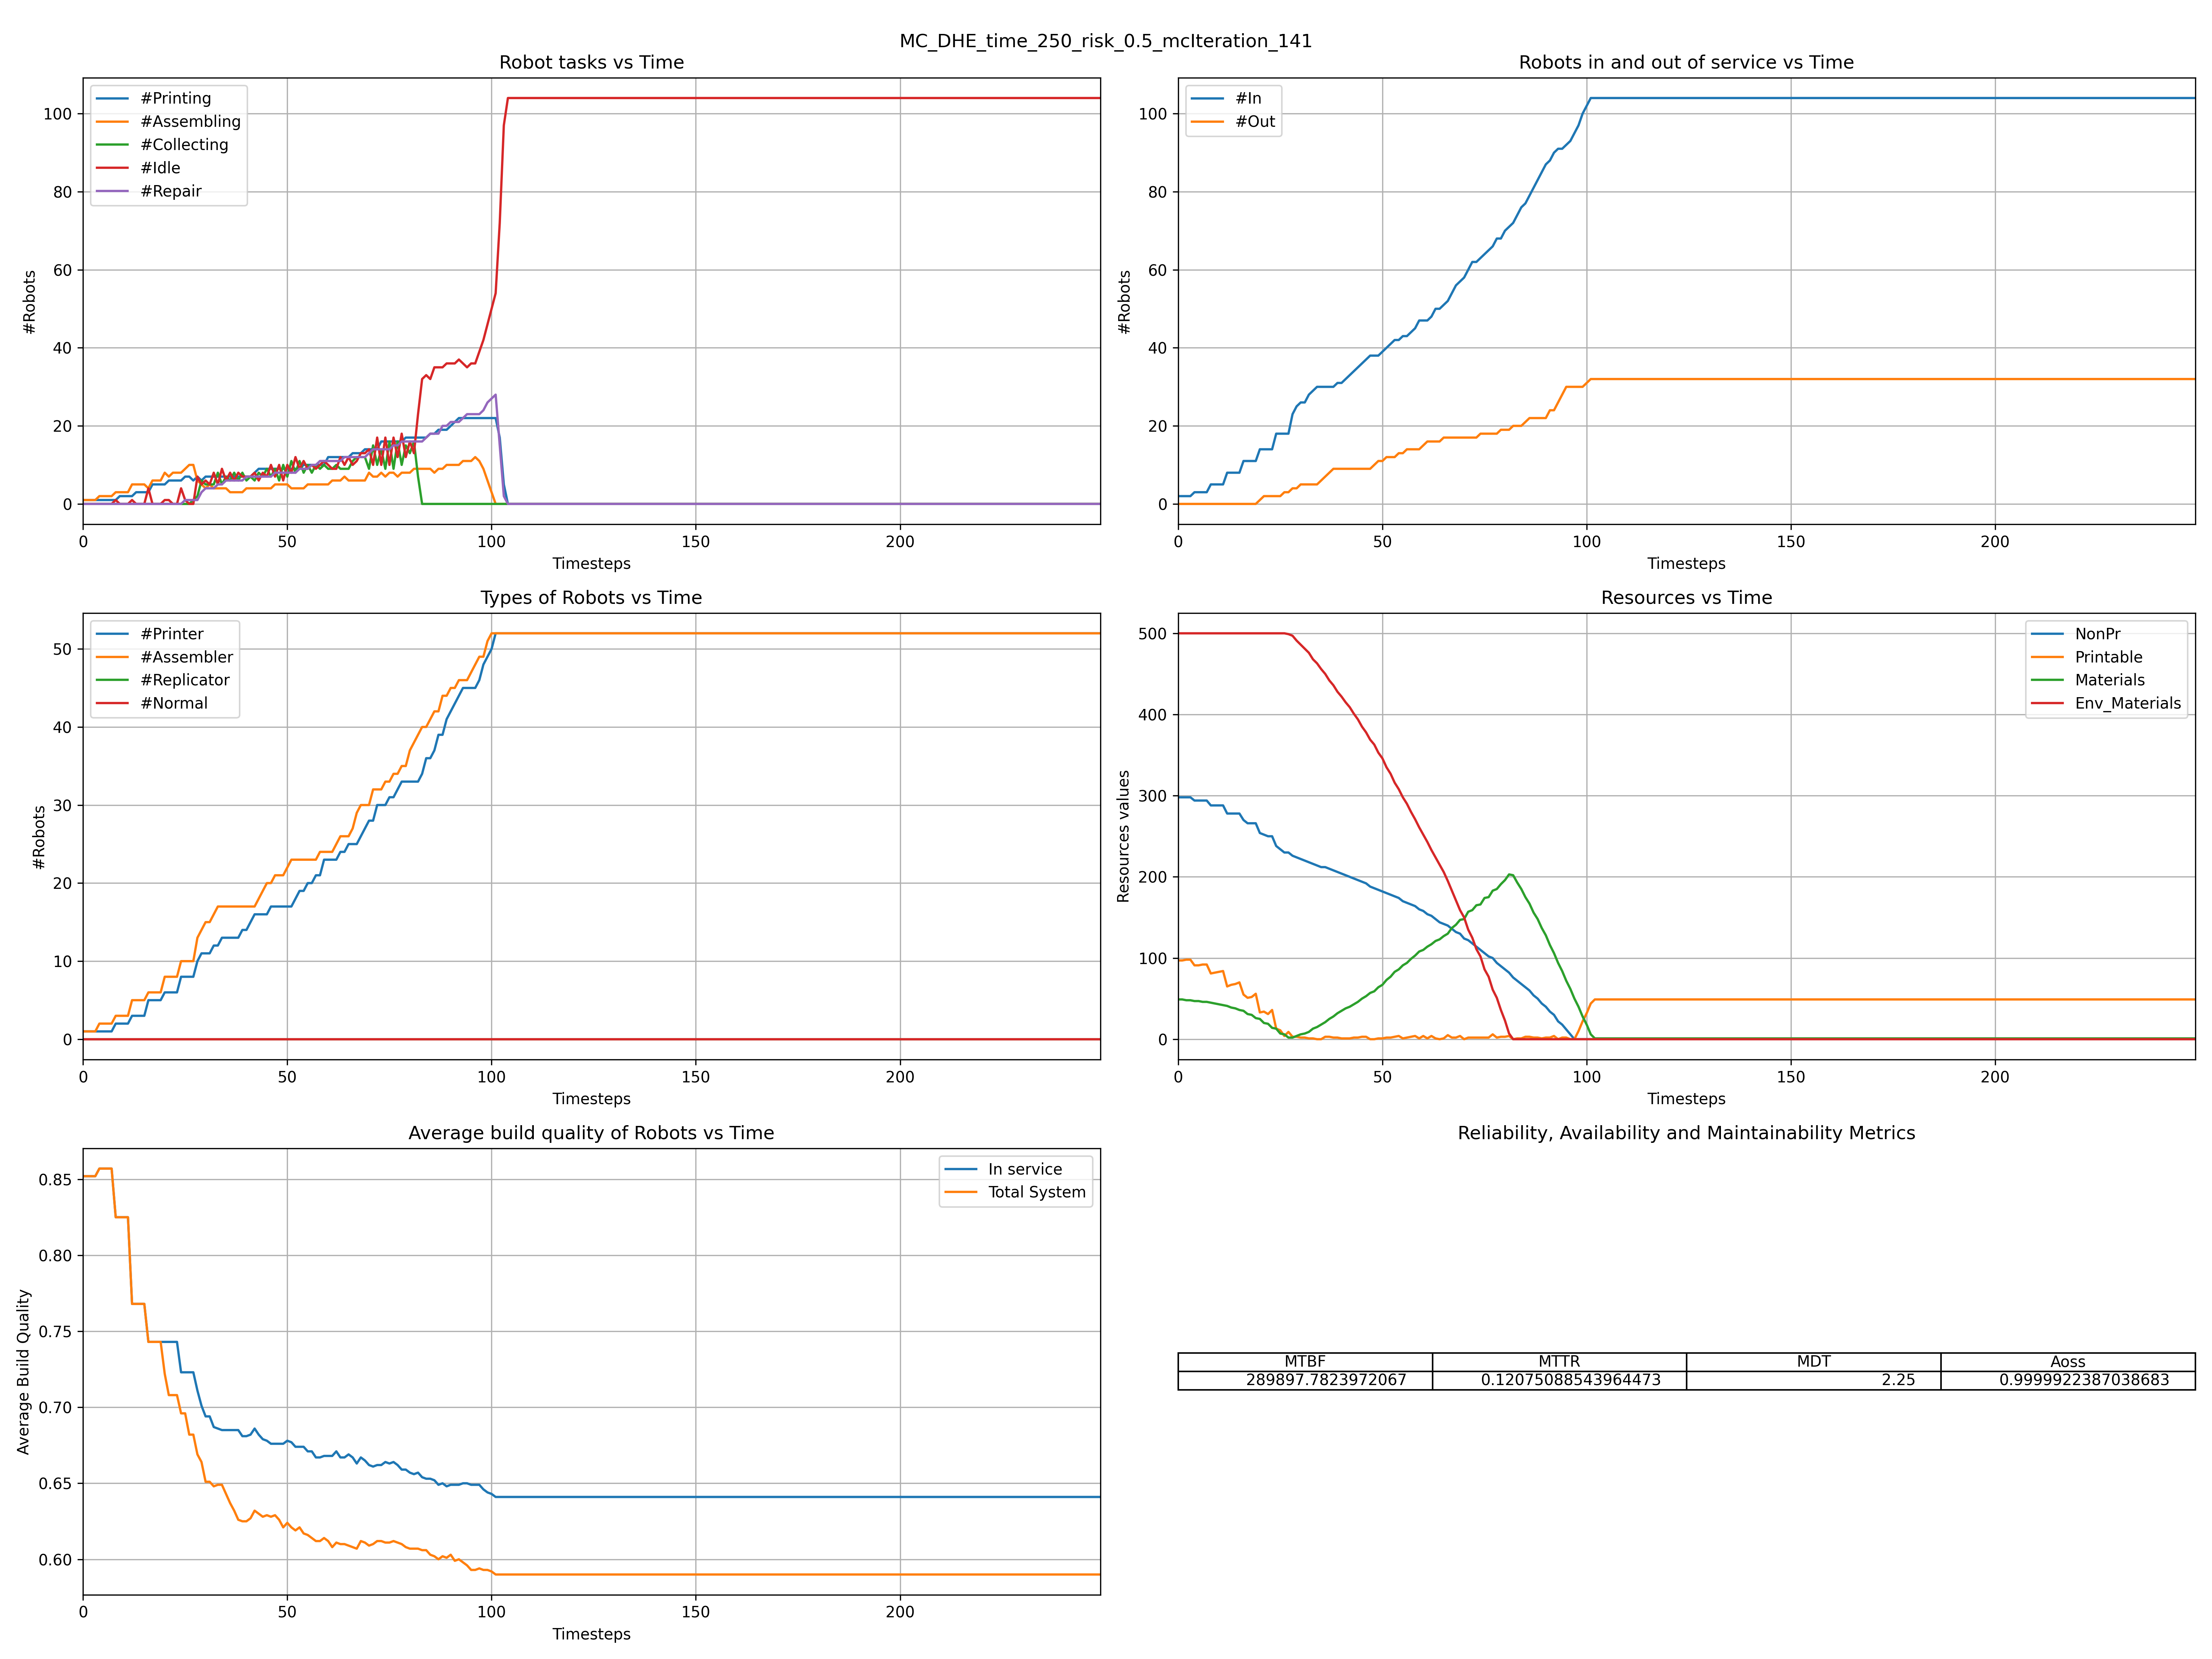 MC_DHE_time_250_risk_0.5_mcIteration_141
Robot tasks vs Time
#Printing
#Assembling
#Collecting
#Idle
#Repair
100
80
60
40
20
0
#Robots
0 50 100 150 200
Timesteps
Robots in and out of service vs Time
#In
#Out
100
80
60
40
20
0
#Robots
0 50 100 150 200
Timesteps
Types of Robots vs Time
#Printer
#Assembler
#Replicator
#Normal
50
40
30
20
10
0
#Robots
0 50 100 150 200
Timesteps
Resources vs Time
NonPr
Printable
Materials
Env_Materials
500
400
300
200
100
0
Resources values
0 50 100 150 200
Timesteps
Average build quality of Robots vs Time
In service
Total System
0.85
0.80
0.75
0.70
0.65
0.60
Average Build Quality
0 50 100 150 200
Timesteps
Reliability, Availability and Maintainability Metrics
MTBF MTTR MDT Aoss
289897.7823972067 0.12075088543964473 2.25 0.9999922387038683